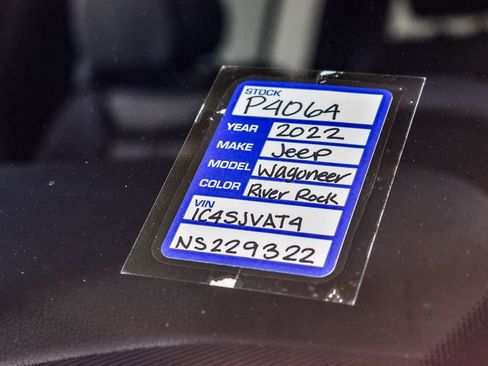 STOCK
P4064
YEAR 2022
MAKE Jeep
MODEL Wagoneer
COLOR River Rock
VIN
1C4SJVAT4
NS229322